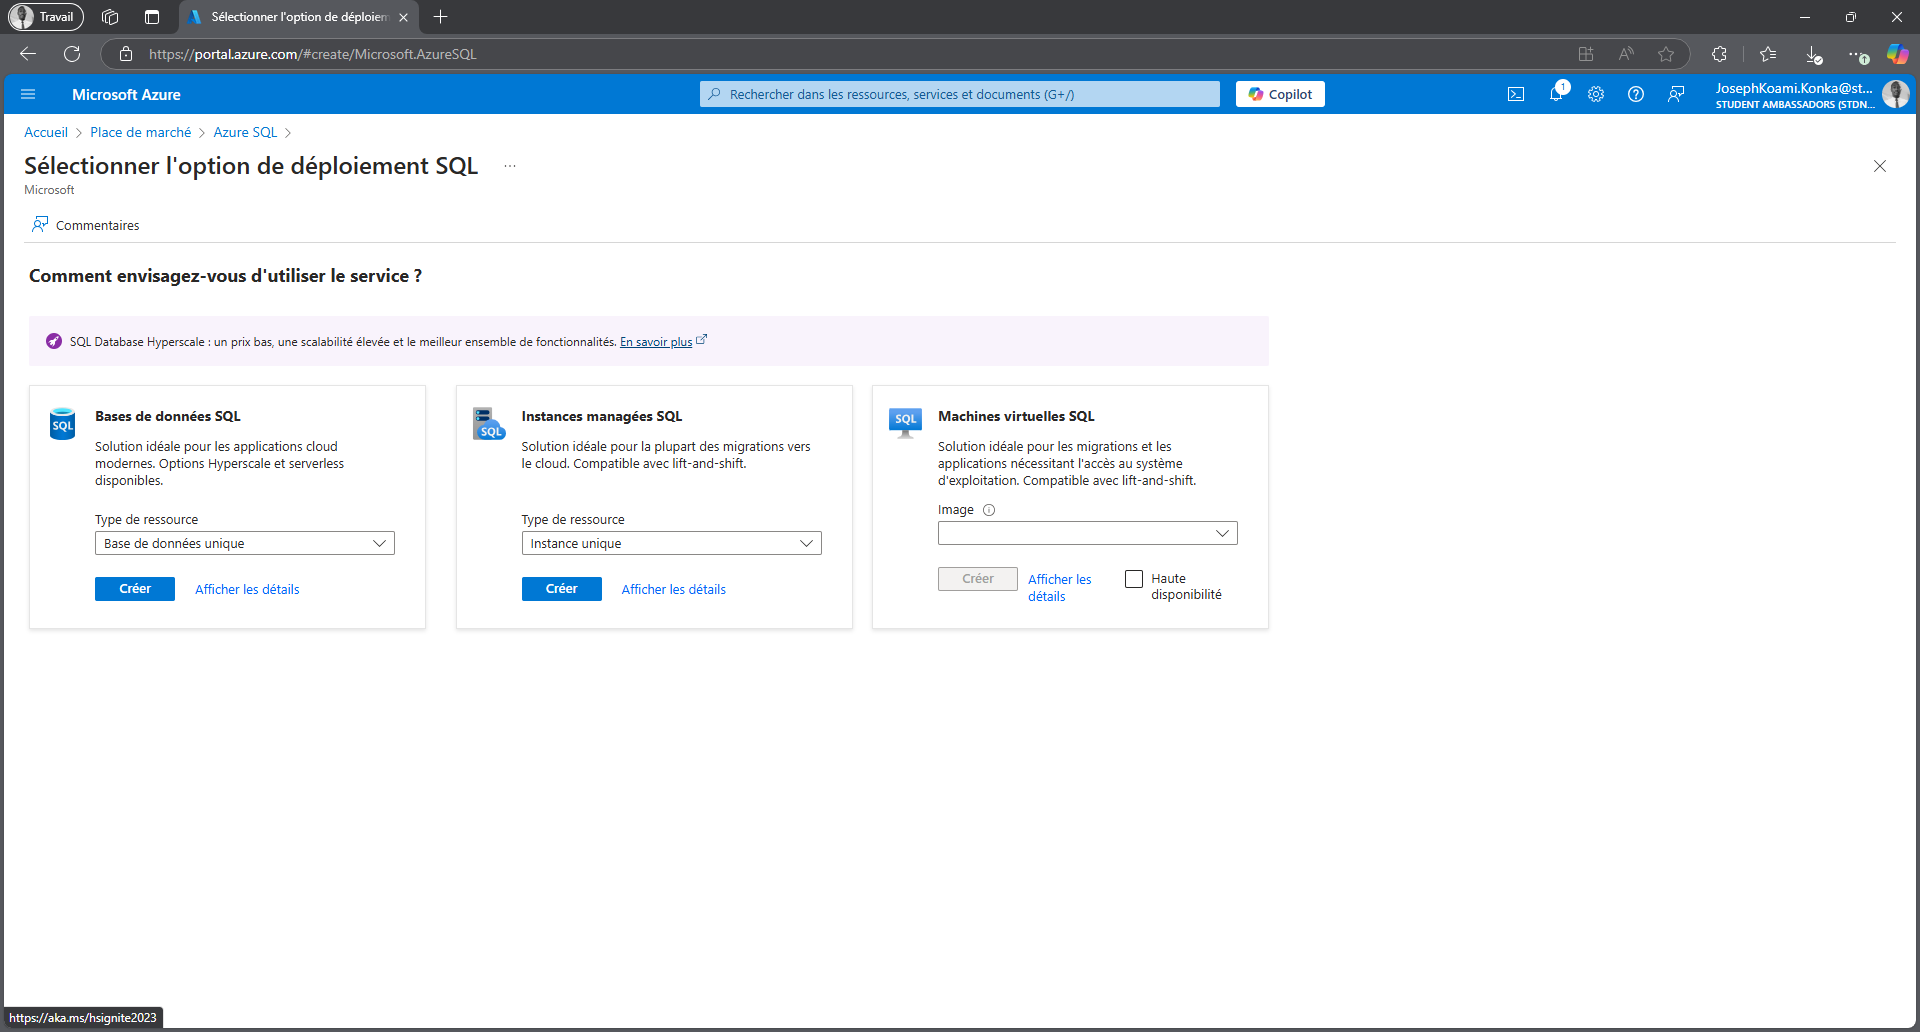 Travail
Sélectionner l'option de déploiem
https://portal.azure.com/#create/Microsoft.AzureSQL
Microsoft Azure
Rechercher dans les ressources, services et documents (G+/)
Copilot
1
JosephKoami.Konka@st...
STUDENT AMBASSADORS (STDN...
Accueil > Place de marché > Azure SQL >
Sélectionner l'option de déploiement SQL ...
Microsoft
Commentaires
Comment envisagez-vous d'utiliser le service ?
SQL Database Hyperscale : un prix bas, une scalabilité élevée et le meilleur ensemble de fonctionnalités. En savoir plus
SQL
Bases de données SQL
Solution idéale pour les applications cloud
modernes. Options Hyperscale et serverless
disponibles.
Type de ressource
Base de données unique
Créer
Afficher les détails
SQL
Instances managées SQL
Solution idéale pour la plupart des migrations vers
le cloud. Compatible avec lift-and-shift.
Type de ressource
Instance unique
Créer
Afficher les détails
SQL
Machines virtuelles SQL
Solution idéale pour les migrations et les
applications nécessitant l'accès au système
d'exploitation. Compatible avec lift-and-shift.
Image
Créer
Afficher les
détails
Haute
disponibilité
https://aka.ms/hsignite2023